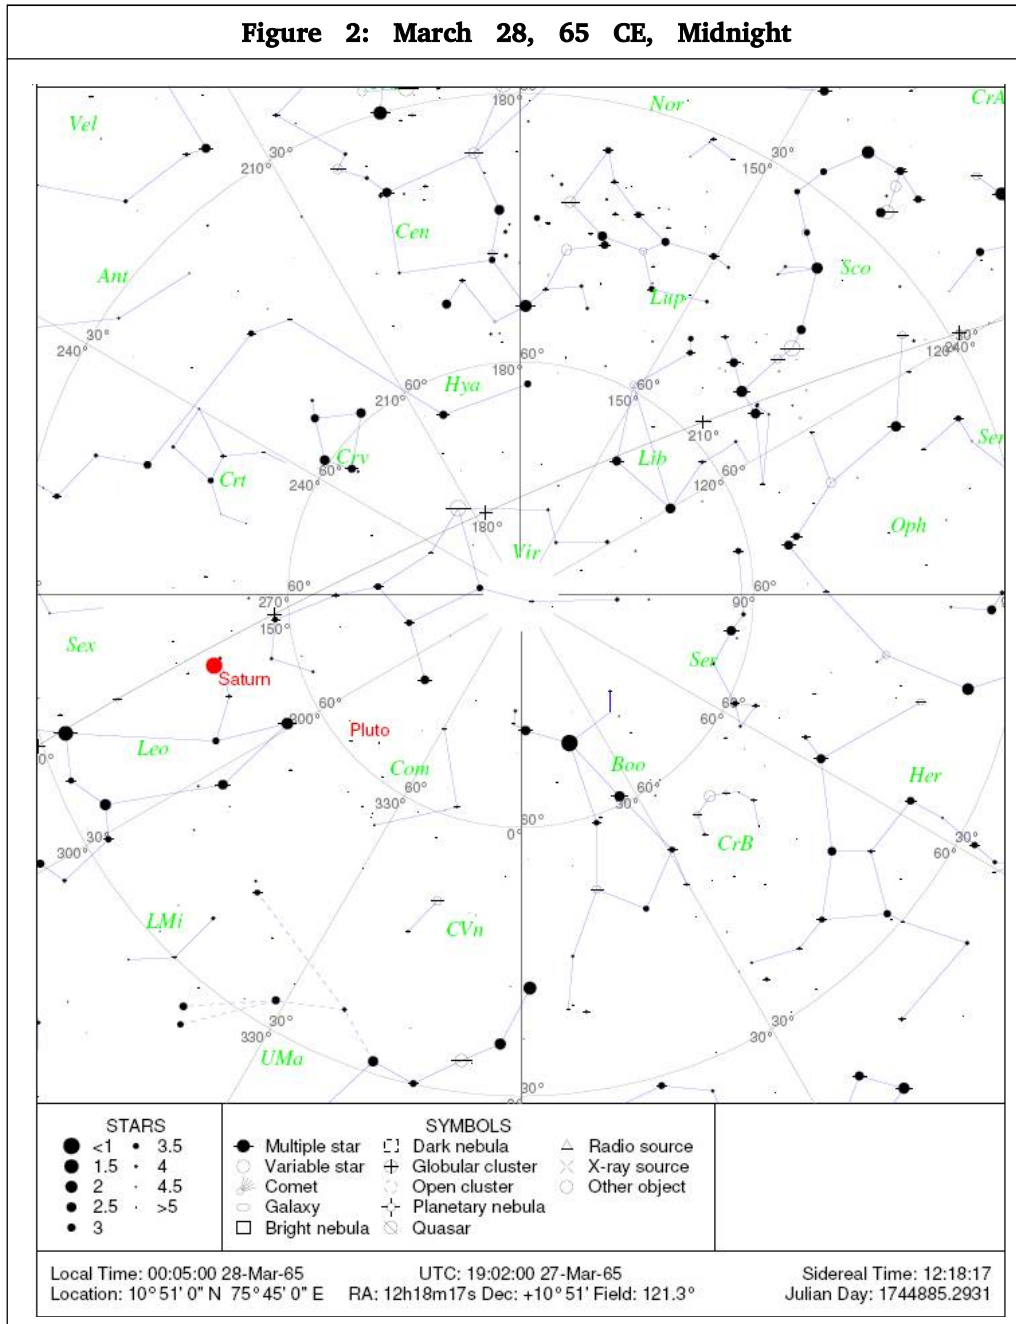 Figure 2: March 28, 65 CE, Midnight
180°
Nor
CrA
Vel
30°
210°
30°
150°
Cen
Ant
Sco
Lup
30°
240°
120°
240°
60°
180°
60°
210°
Hya
60°
150°
210°
Crv
Lib
Ser
Crt
60°
240°
60°
120°
180°
Oph
Vir
60°
270°
150°
60°
90°
Sex
Saturn
Ser
60°
300°
60°
60°
Pluto
0°
Leo
Com
Boo
Her
60°
330°
60°
30°
60°
0°
30°
300°
CrB
30°
60°
LMi
CVn
30°
330°
30°
30°
UMa
30°
STARS
<1 3.5
1.5 4
2 4.5
2.5 >5
3
SYMBOLS
Multiple star Dark nebula Radio source
Variable star Globular cluster X-ray source
Comet Open cluster Other object
Galaxy Planetary nebula
Bright nebula Quasar
Local Time: 00:05:00 28-Mar-65 UTC: 19:02:00 27-Mar-65 Sidereal Time: 12:18:17
Location: 10° 51' 0" N 75° 45' 0" E RA: 12h18m17s Dec: +10° 51' Field: 121.3° Julian Day: 1744885.2931